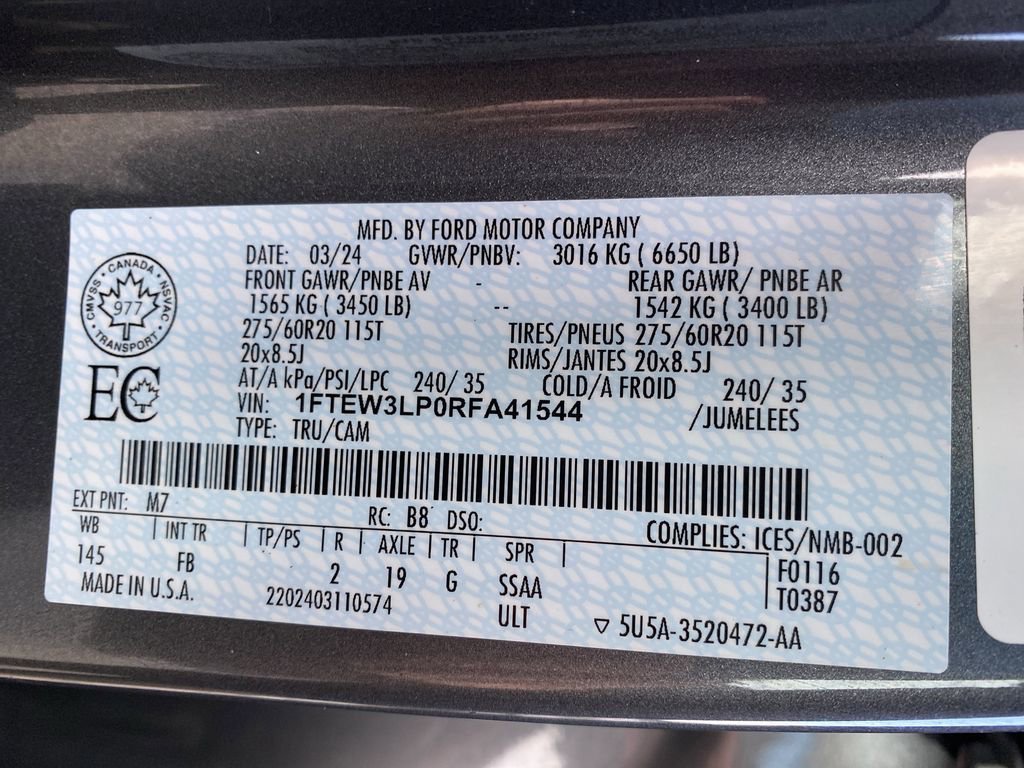 MFD. BY FORD MOTOR COMPANY
DATE: 03/24 GVWR/PNBV: 3016 KG ( 6650 LB)
FRONT GAWR/PNBE AV - REAR GAWR/ PNBE AR
1565 KG ( 3450 LB) -- 1542 KG ( 3400 LB)
275/60R20 115T TIRES/PNEUS 275/60R20 115T
20x8.5J RIMS/JANTES 20x8.5J
AT/A kPa/PSI/LPC 240/ 35 COLD/A FROID 240/ 35
VIN: 1FTEW3LP0RFA41544 /JUMELEES
TYPE: TRU/CAM
CANADA
CMVSS 977 NSVAC
TRANSPORT
EC
EXT PNT: M7 RC: B8 DSO: COMPLIES: ICES/NMB-002
WB | INT TR | TP/PS | R | AXLE | TR | SPR |
145 FB 2 19 G SSAA F0116
T0387
MADE IN U.S.A. 2202403110574 ULT ▽ 5U5A-3520472-AA